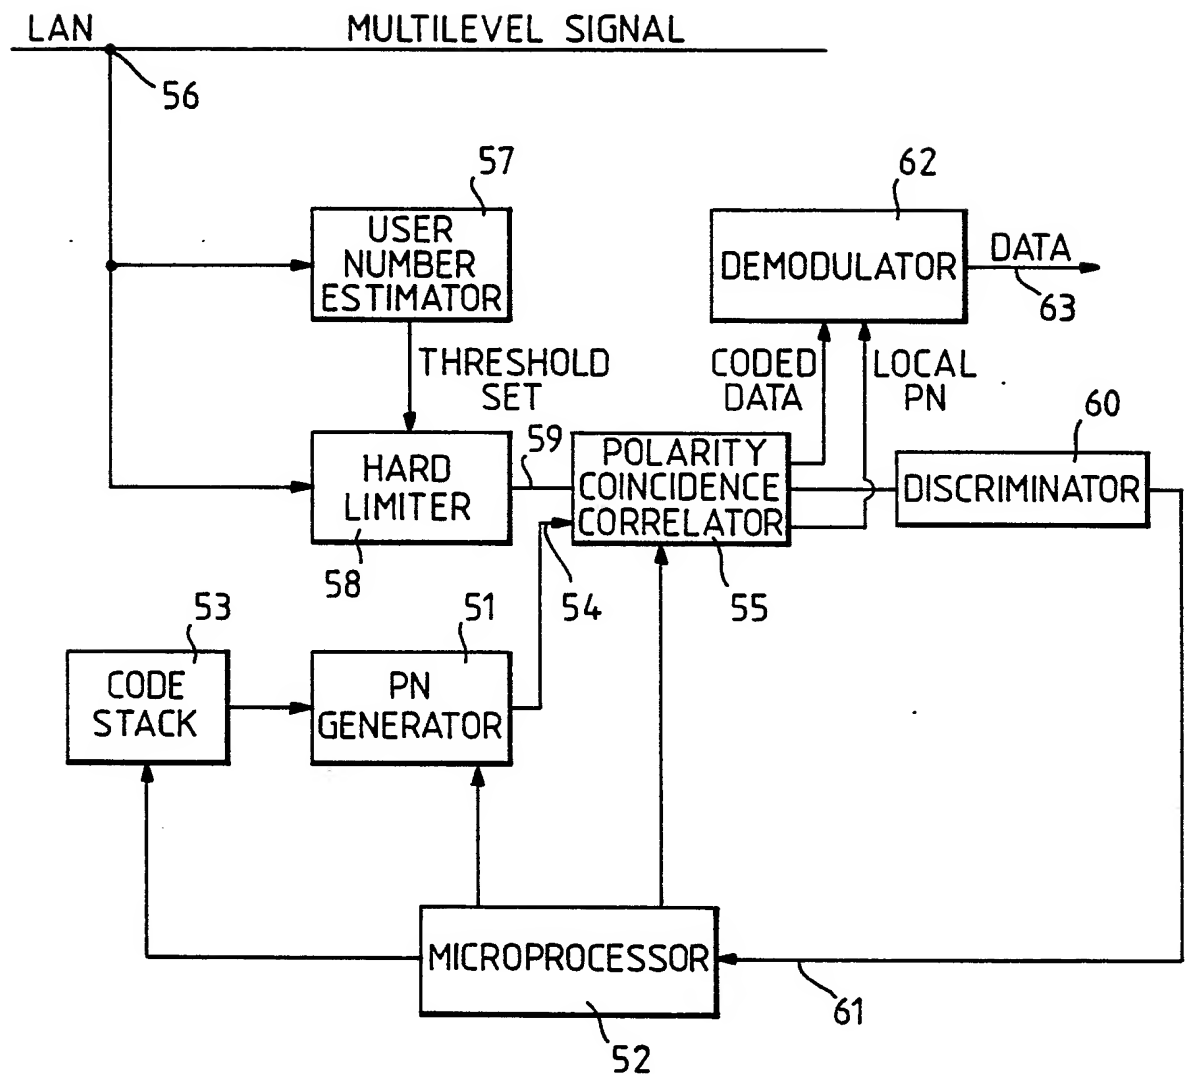 LAN
MULTILEVEL SIGNAL
56
57
USER
NUMBER
ESTIMATOR
62
DEMODULATOR
DATA
63
THRESHOLD
SET
CODED
DATA
LOCAL
PN
60
59
HARD
LIMITER
58
POLARITY
COINCIDENCE
CORRELATOR
DISCRIMINATOR
54
55
53
CODE
STACK
51
PN
GENERATOR
MICROPROCESSOR
61
52